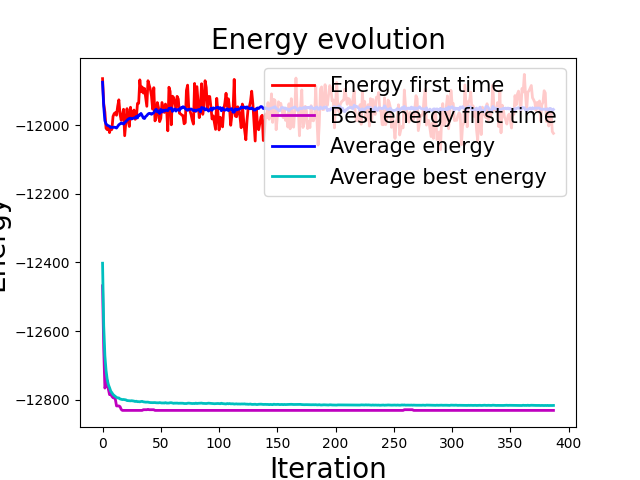 Energy evolution
Energy first time
Best energy first time
Average energy
Average best energy
−12000
−12200
−12400
−12600
−12800
Energy
0 50 100 150 200 250 300 350 400
Iteration